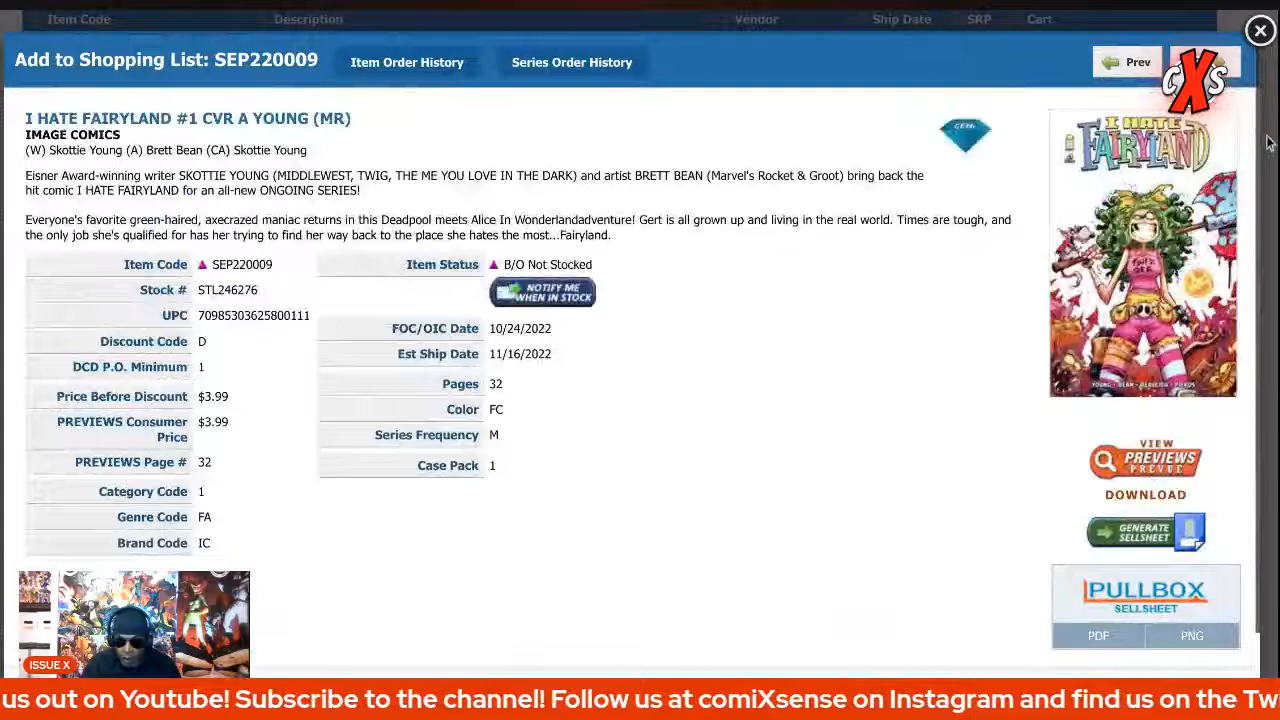 Item Code Description Vendor Ship Date SRP Cart
Add to Shopping List: SEP220009 Item Order History Series Order History Prev
CXS
I HATE FAIRYLAND #1 CVR A YOUNG (MR)
IMAGE COMICS
(W) Skottie Young (A) Brett Bean (CA) Skottie Young
GEM
Eisner Award-winning writer SKOTTIE YOUNG (MIDDLEWEST, TWIG, THE ME YOU LOVE IN THE DARK) and artist BRETT BEAN (Marvel's Rocket & Groot) bring back the
hit comic I HATE FAIRYLAND for an all-new ONGOING SERIES!
Everyone's favorite green-haired, axecrazed maniac returns in this Deadpool meets Alice In Wonderlandadventure! Gert is all grown up and living in the real world. Times are tough, and
the only job she's qualified for has her trying to find her way back to the place she hates the most...Fairyland.
Item Code SEP220009
Stock # STL246276
UPC 70985303625800111
Discount Code D
DCD P.O. Minimum 1
Price Before Discount $3.99
PREVIEWS Consumer
Price $3.99
PREVIEWS Page # 32
Category Code 1
Genre Code FA
Brand Code IC
Item Status B/O Not Stocked
NOTIFY ME
WHEN IN STOCK
FOC/OIC Date 10/24/2022
Est Ship Date 11/16/2022
Pages 32
Color FC
Series Frequency M
Case Pack 1
I HATE
FAIRYLAND
YOUNG • BEAN • BEAULIEU • PIEKOS
VIEW
PREVIEWS
PREVUE
DOWNLOAD
GENERATE
SELLSHEET
PULLBOX
SELLSHEET
PDF PNG
ISSUE X
us out on Youtube! Subscribe to the channel! Follow us at comiXsense on Instagram and find us on the Tw